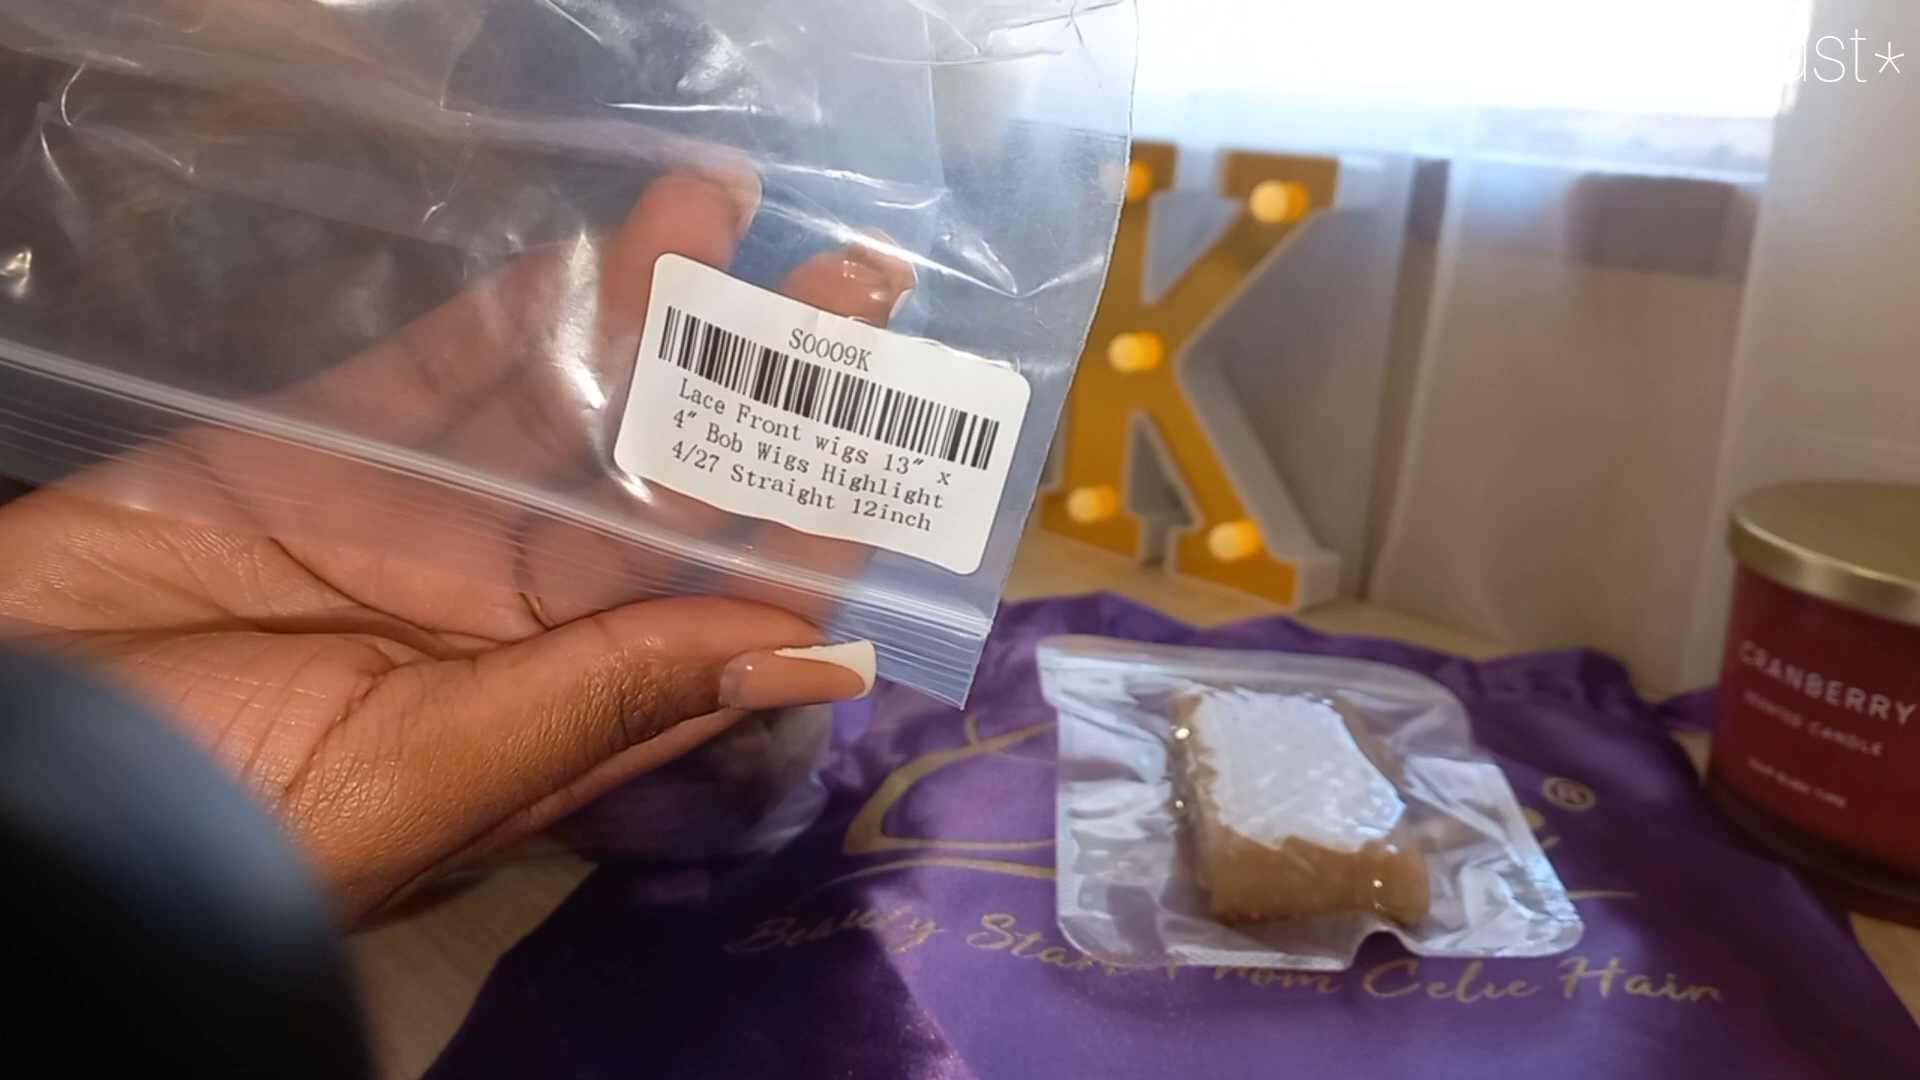 ust*
K
S0009K
Lace Front wigs 13" x
4" Bob Wigs Highlight
4/27 Straight 12inch
CRANBERRY
SCENTED CANDLE
®
Beauty Start From Celie Hair